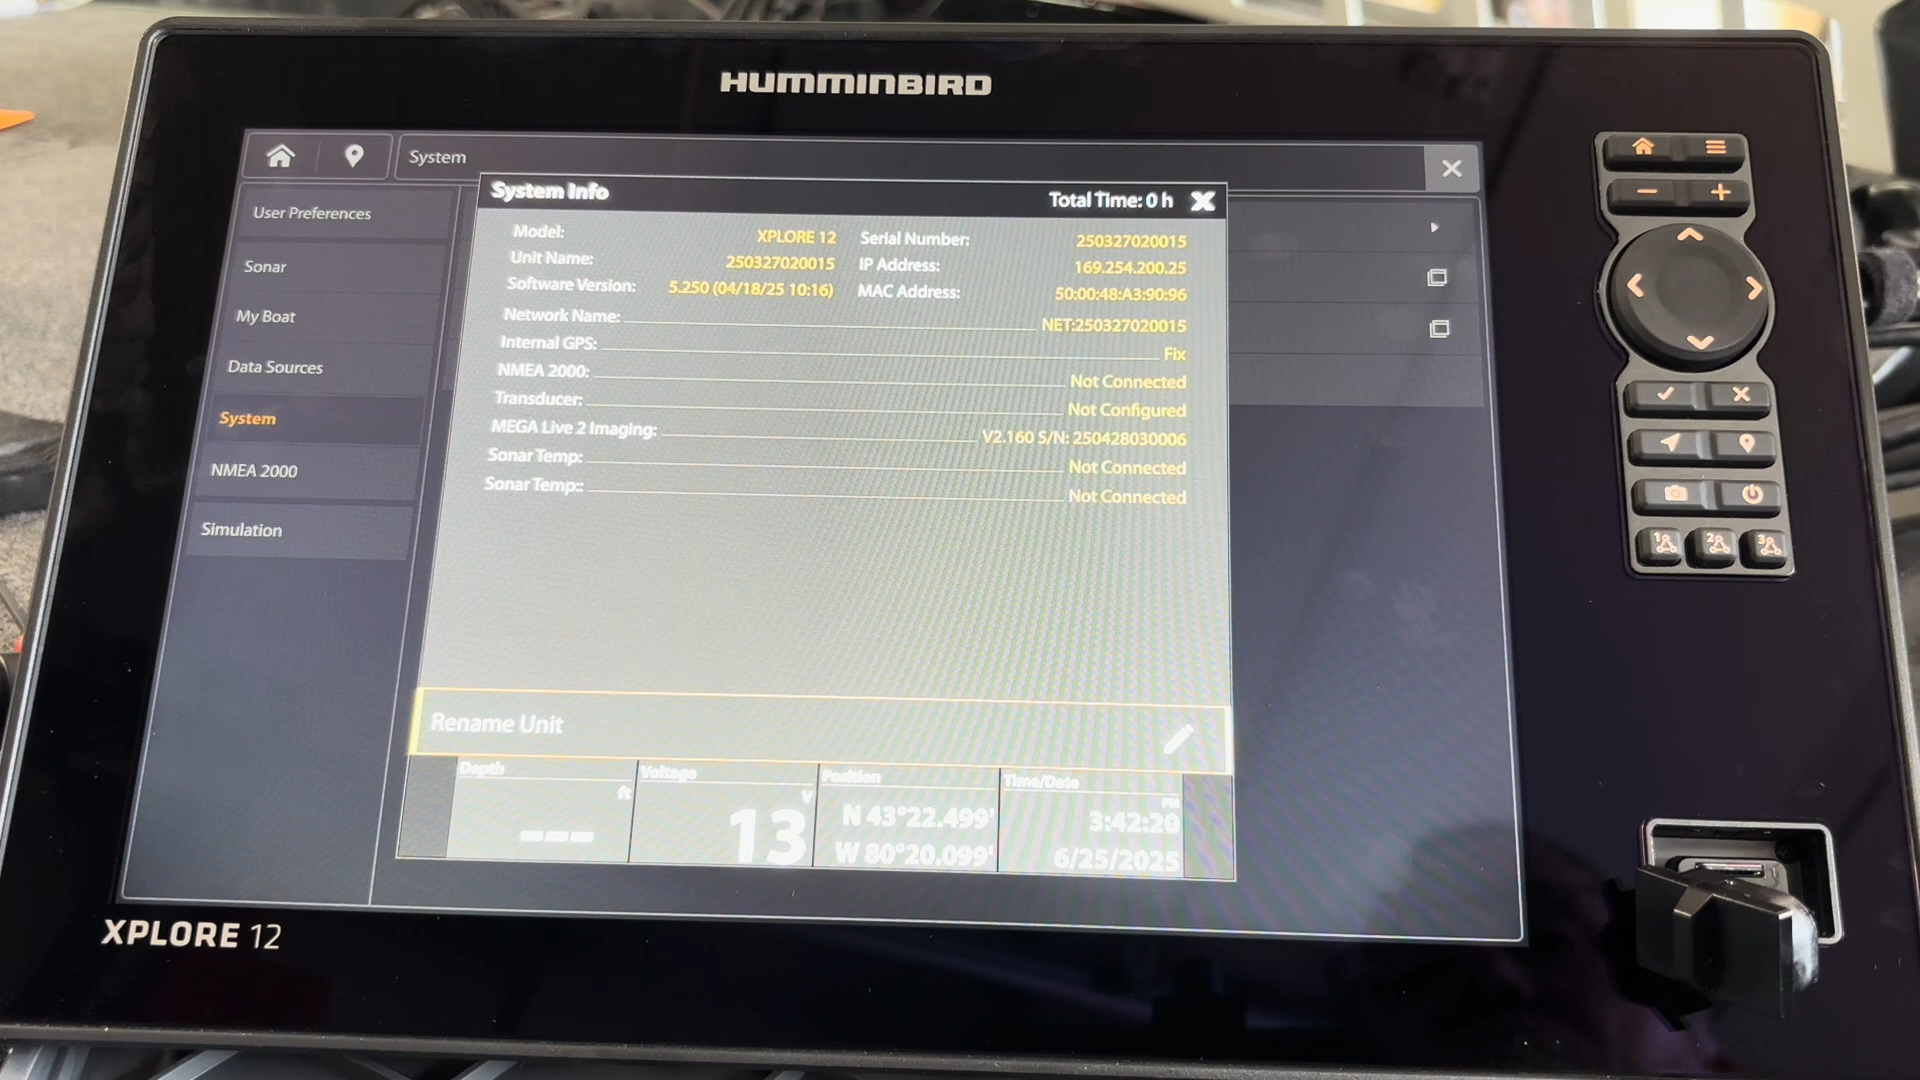 HUMMINBIRD
System
System Info
Total Time: 0 h
User Preferences
Sonar
My Boat
Data Sources
System
NMEA 2000
Simulation
Model: XPLORE 12
Serial Number: 250327020015
Unit Name: 250327020015
IP Address: 169.254.200.25
Software Version: 5.250 (04/18/25 10:16)
MAC Address: 50:00:48:A3:90:96
Network Name: NET:250327020015
Internal GPS: Fix
NMEA 2000: Not Connected
Transducer: Not Configured
MEGA Live 2 Imaging: V2.160 S/N: 250428030006
Sonar Temp: Not Connected
Sonar Temp:: Not Connected
Rename Unit
Depth
ft
---
Voltage
V
13
Position
N 43°22.499'
W 80°20.099'
Time/Date
PM
3:42:20
6/25/2025
XPLORE 12
1
2
3